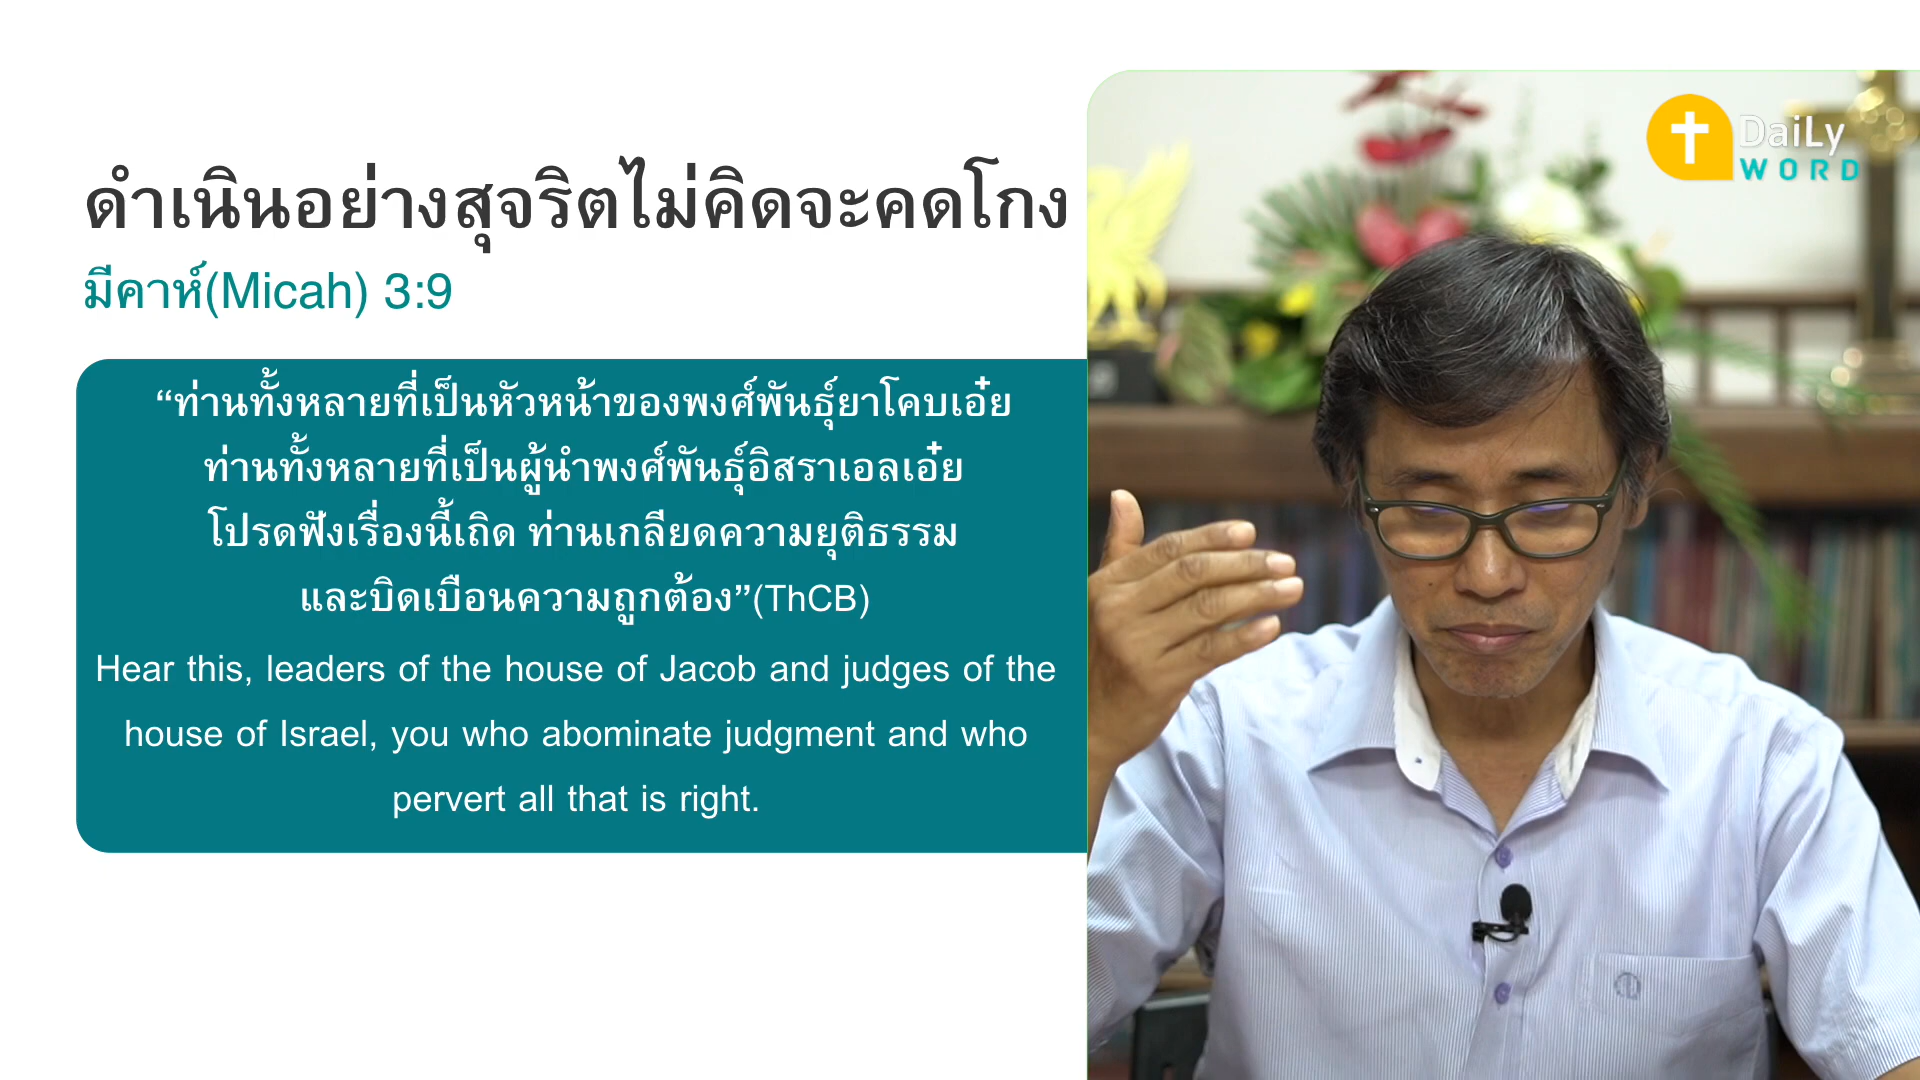 ดำเนินอย่างสุจริตไม่คิดจะคดโกง
มีคาห์(Micah) 3:9
“ท่านทั้งหลายที่เป็นหัวหน้าของพงศ์พันธุ์ยาโคบเอ๋ย
ท่านทั้งหลายที่เป็นผู้นำพงศ์พันธุ์อิสราเอลเอ๋ย
โปรดฟังเรื่องนี้เถิด ท่านเกลียดความยุติธรรม
และบิดเบือนความถูกต้อง”(ThCB)
Hear this, leaders of the house of Jacob and judges of the
house of Israel, you who abominate judgment and who
pervert all that is right.
DaiLy
WORD